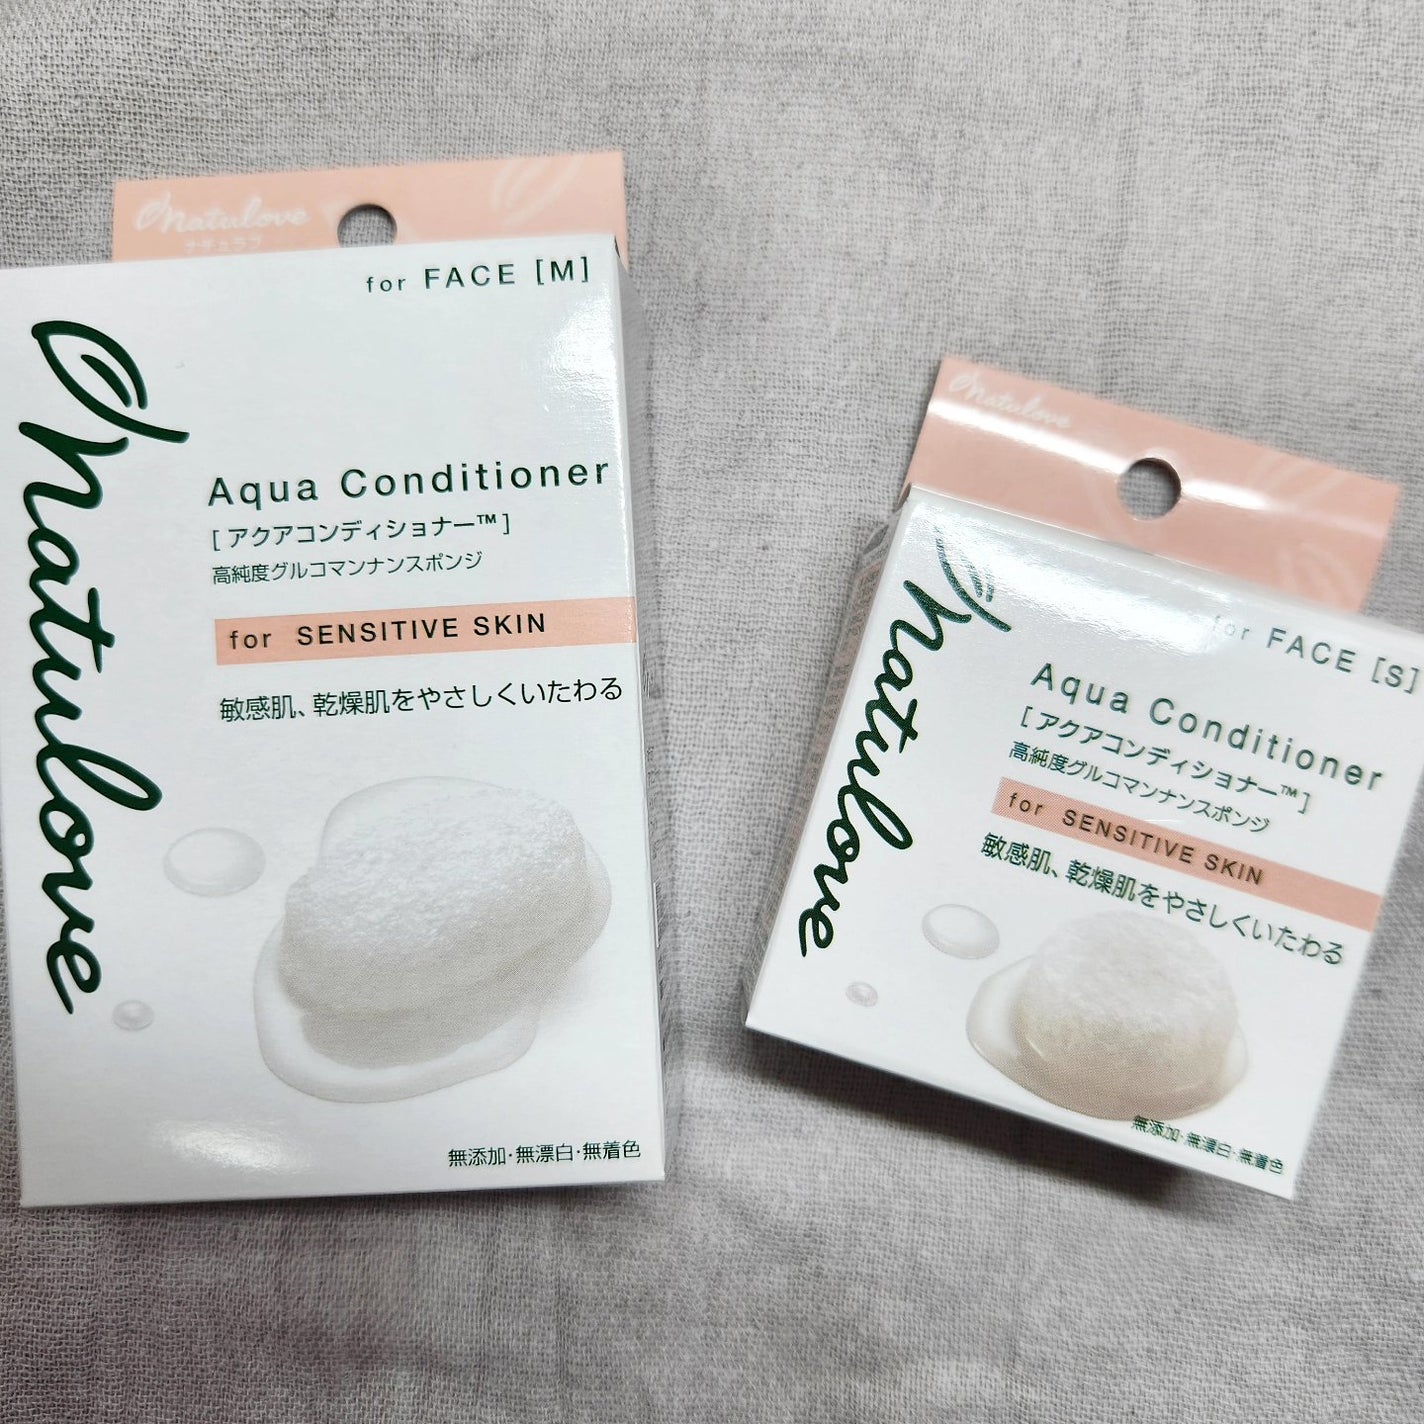 natulove
ナチュラブ
for FACE [M]
natulove
Aqua Conditioner
[ アクアコンディショナー™ ]
高純度グルコマンナンスポンジ
for SENSITIVE SKIN
敏感肌、乾燥肌をやさしくいたわる
無添加･無漂白･無着色
natulove
for FACE [S]
natulove
Aqua Conditioner
[ アクアコンディショナー™ ]
高純度グルコマンナンスポンジ
for SENSITIVE SKIN
敏感肌、乾燥肌をやさしくいたわる
無添加･無漂白･無着色